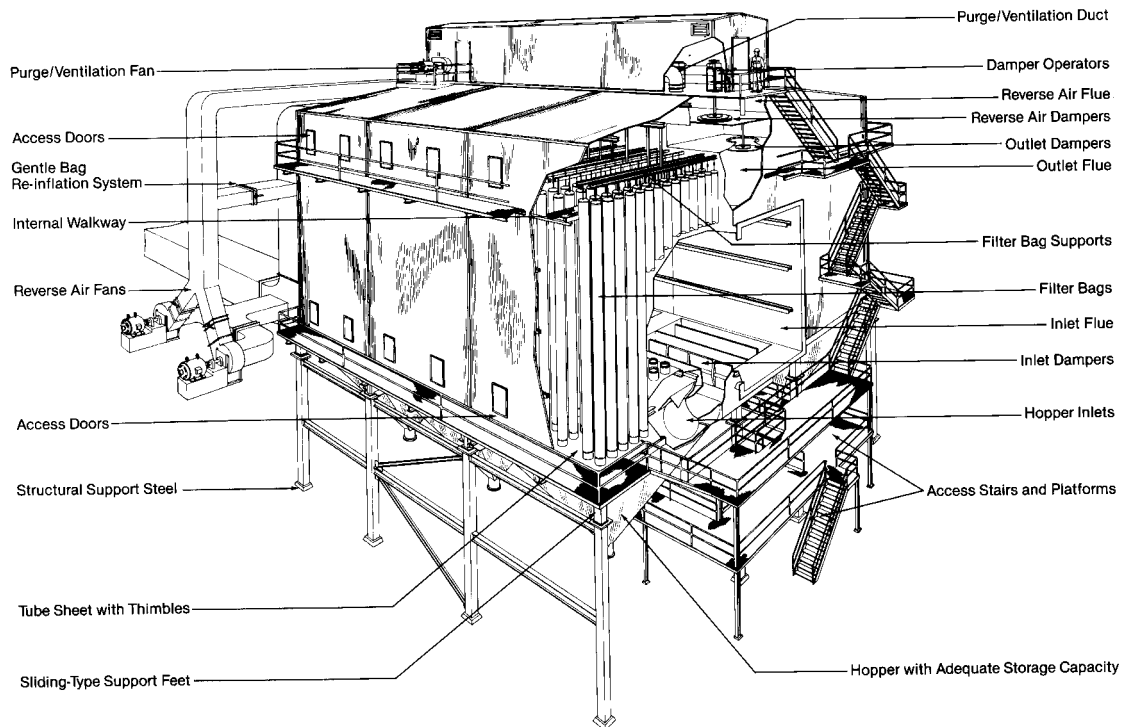 Purge/Ventilation Fan
Access Doors
Gentle Bag
Re-inflation System
Internal Walkway
Reverse Air Fans
Access Doors
Structural Support Steel
Tube Sheet with Thimbles
Sliding-Type Support Feet
Purge/Ventilation Duct
Damper Operators
Reverse Air Flue
Reverse Air Dampers
Outlet Dampers
Outlet Flue
Filter Bag Supports
Filter Bags
Inlet Flue
Inlet Dampers
Hopper Inlets
Access Stairs and Platforms
Hopper with Adequate Storage Capacity